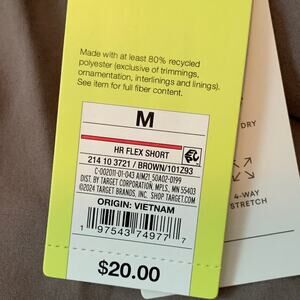 Made with at least 80% recycled
polyester (exclusive of trimmings,
ornamentation, interlinings and linings).
See item for full fiber content.
M
HR FLEX SHORT
214 10 3721 / BROWN/101Z93
C-002011-01-043 AIM21 50A02-0199
DIST. BY TARGET CORPORATION, MPLS, MN 55403
©2024 TARGET BRANDS, INC. SHOP TARGET.COM
ORIGIN: VIETNAM
1 97543 74977 7
$20.00
DRY
4-WAY
STRETCH